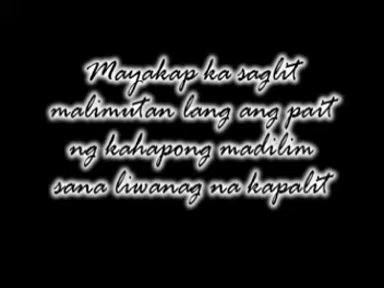 Mayakap ka saglit
malimutan lang ang pait
ng kahapong madilim
sana liwanag na kapalit